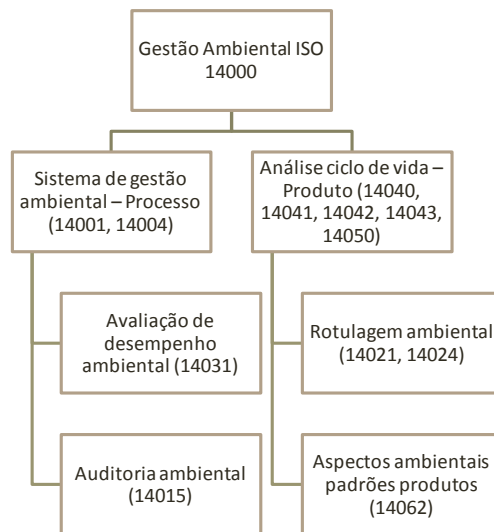 Gestão Ambiental ISO
14000
Sistema de gestão
ambiental – Processo
(14001, 14004)
Análise ciclo de vida –
Produto (14040,
14041, 14042, 14043,
14050)
Avaliação de
desempenho
ambiental (14031)
Rotulagem ambiental
(14021, 14024)
Auditoria ambiental
(14015)
Aspectos ambientais
padrões produtos
(14062)